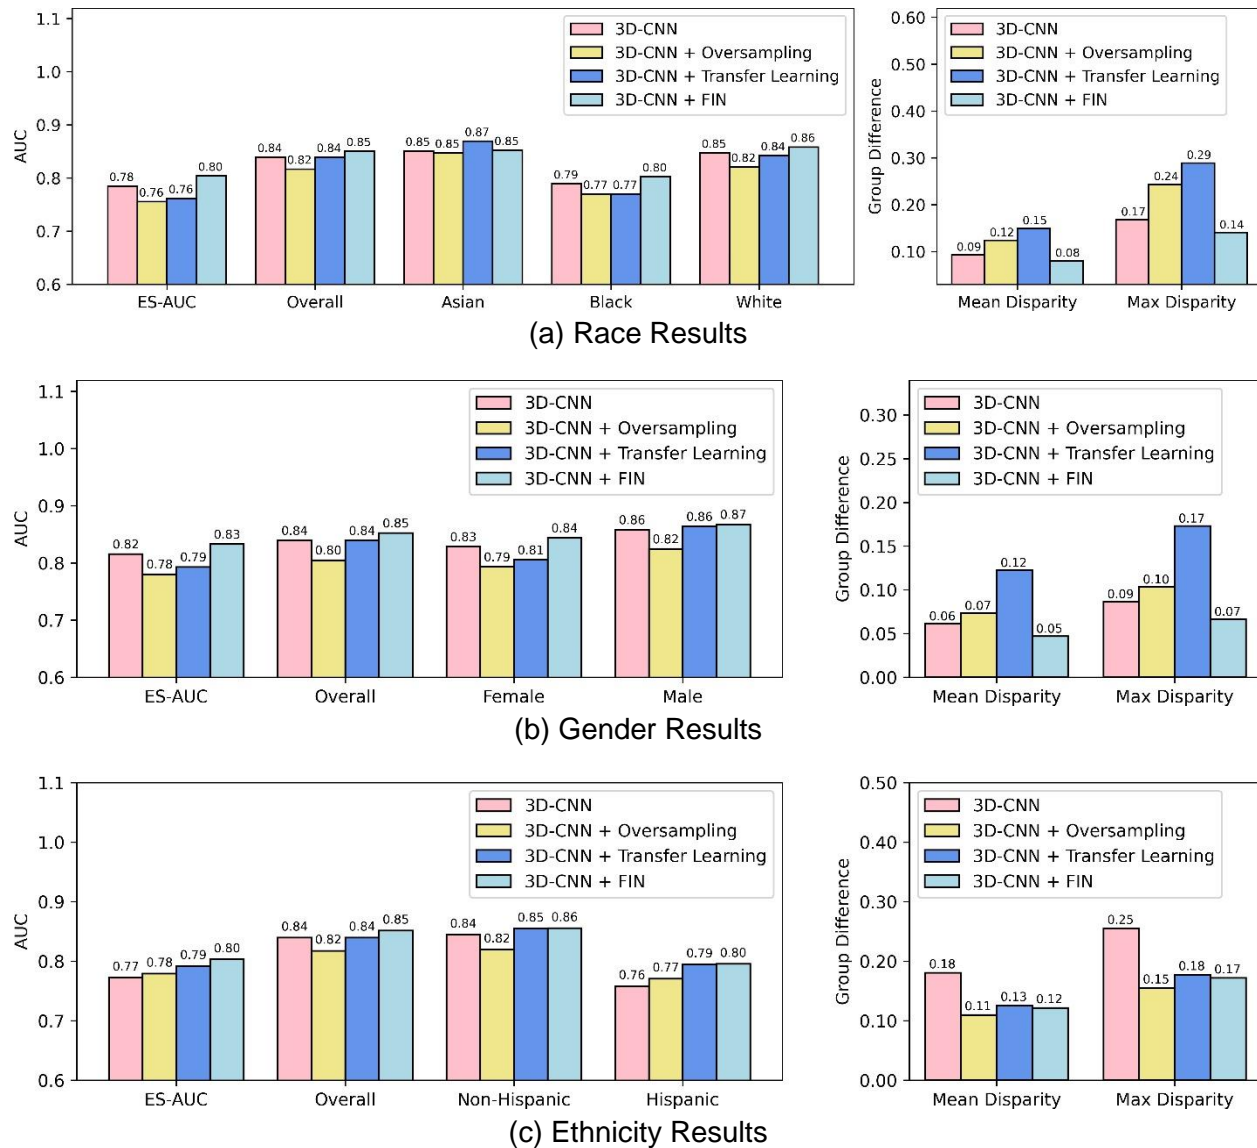 1.1
1.0
0.9
0.8
0.7
0.6
AUC
3D-CNN
3D-CNN + Oversampling
3D-CNN + Transfer Learning
3D-CNN + FIN
0.78 0.76 0.76 0.80
0.84 0.82 0.84 0.85
0.85 0.85 0.87 0.85
0.79 0.77 0.77 0.80
0.85 0.82 0.84 0.86
ES-AUC Overall Asian Black White
0.60
0.50
0.40
0.30
0.20
0.10
Group Difference
3D-CNN
3D-CNN + Oversampling
3D-CNN + Transfer Learning
3D-CNN + FIN
0.09 0.12 0.15 0.08
0.17 0.24 0.29 0.14
Mean Disparity Max Disparity
(a) Race Results
1.1
1.0
0.9
0.8
0.7
0.6
AUC
3D-CNN
3D-CNN + Oversampling
3D-CNN + Transfer Learning
3D-CNN + FIN
0.82 0.78 0.79 0.83
0.84 0.80 0.84 0.85
0.83 0.79 0.81 0.84
0.86 0.82 0.86 0.87
ES-AUC Overall Female Male
0.30
0.25
0.20
0.15
0.10
0.05
0.00
Group Difference
3D-CNN
3D-CNN + Oversampling
3D-CNN + Transfer Learning
3D-CNN + FIN
0.06 0.07 0.12 0.05
0.09 0.10 0.17 0.07
Mean Disparity Max Disparity
(b) Gender Results
1.1
1.0
0.9
0.8
0.7
0.6
AUC
3D-CNN
3D-CNN + Oversampling
3D-CNN + Transfer Learning
3D-CNN + FIN
0.77 0.78 0.79 0.80
0.84 0.82 0.84 0.85
0.84 0.82 0.85 0.86
0.76 0.77 0.79 0.80
ES-AUC Overall Non-Hispanic Hispanic
0.50
0.40
0.30
0.20
0.10
0.00
Group Difference
3D-CNN
3D-CNN + Oversampling
3D-CNN + Transfer Learning
3D-CNN + FIN
0.18 0.11 0.13 0.12
0.25 0.15 0.18 0.17
Mean Disparity Max Disparity
(c) Ethnicity Results